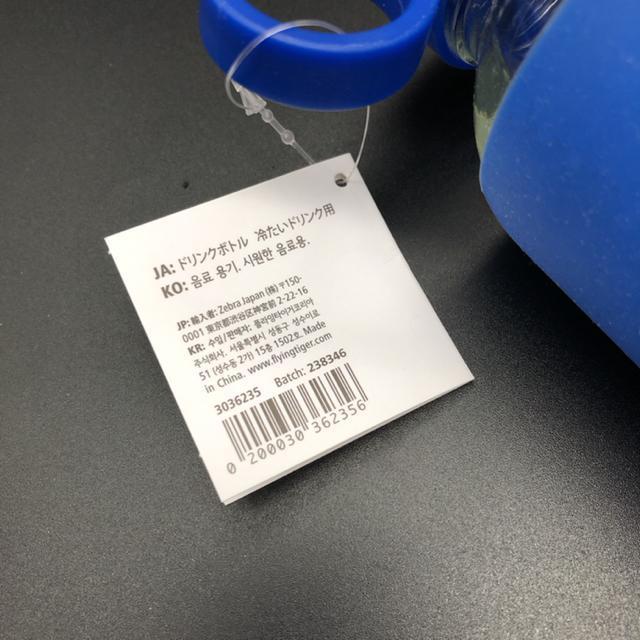 JA: ドリンクボトル 冷たいドリンク用
KO: 음료 용기. 시원한 음료용.
JP: 輸入者: Zebra Japan (株) 〒150-
0001 東京都渋谷区神宮前 2-22-16
KR: 수입/판매자: 플라잉타이거코리아
주식회사. 서울특별시 성동구 성수이로
51 (성수동 2가) 15층 1502호. Made
in China. www.flyingtiger.com
3036235 Batch: 238346
0 200030 362356